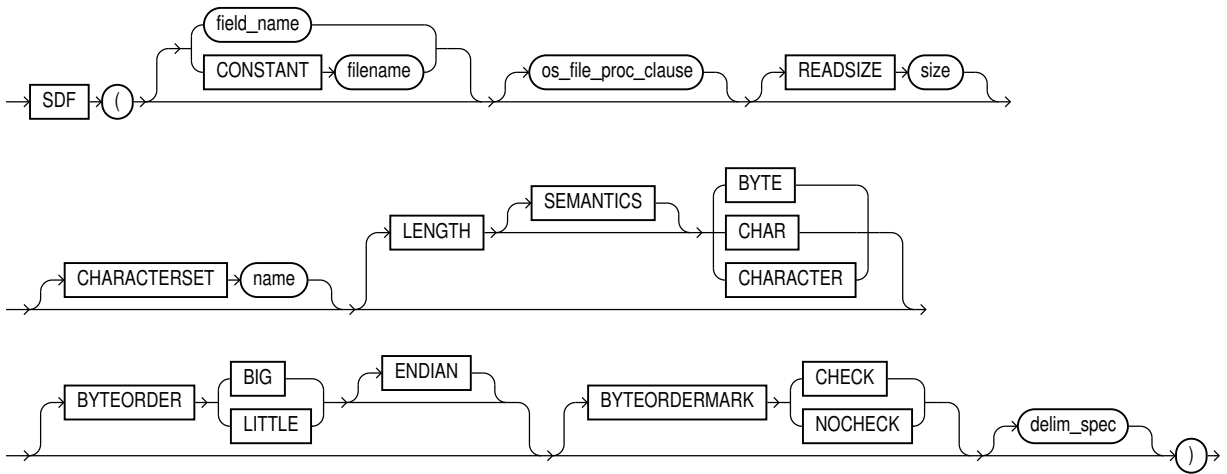 field_name
CONSTANT filename os_file_proc_clause READSIZE size
SDF (
BYTE
SEMANTICS
LENGTH CHAR
CHARACTERSET name CHARACTER
BIG ENDIAN CHECK
BYTEORDER BYTEORDERMARK
LITTLE NOCHECK delim_spec
)